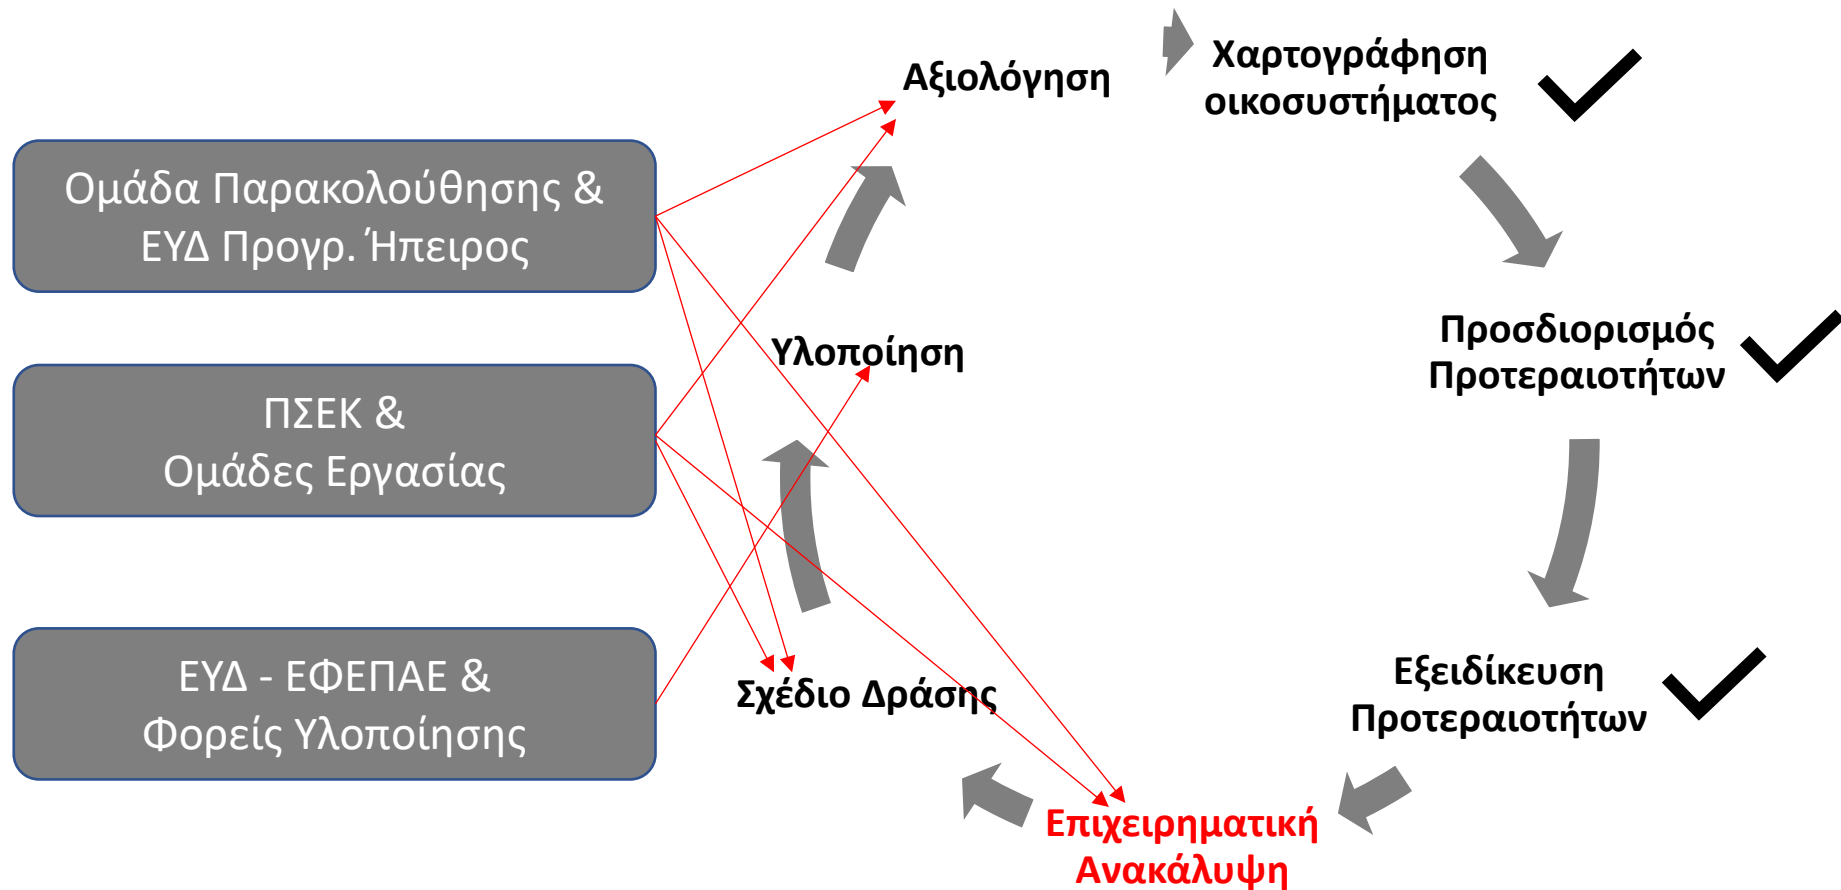 Αξιολόγηση
Χαρτογράφηση
οικοσυστήματος
Ομάδα Παρακολούθησης &
ΕΥΔ Προγρ. Ήπειρος
Υλοποίηση
Προσδιορισμός
Προτεραιοτήτων
ΠΣΕΚ &
Ομάδες Εργασίας
ΕΥΔ - ΕΦΕΠΑΕ &
Φορείς Υλοποίησης
Σχέδιο Δράσης
Εξειδίκευση
Προτεραιοτήτων
Επιχειρηματική
Ανακάλυψη